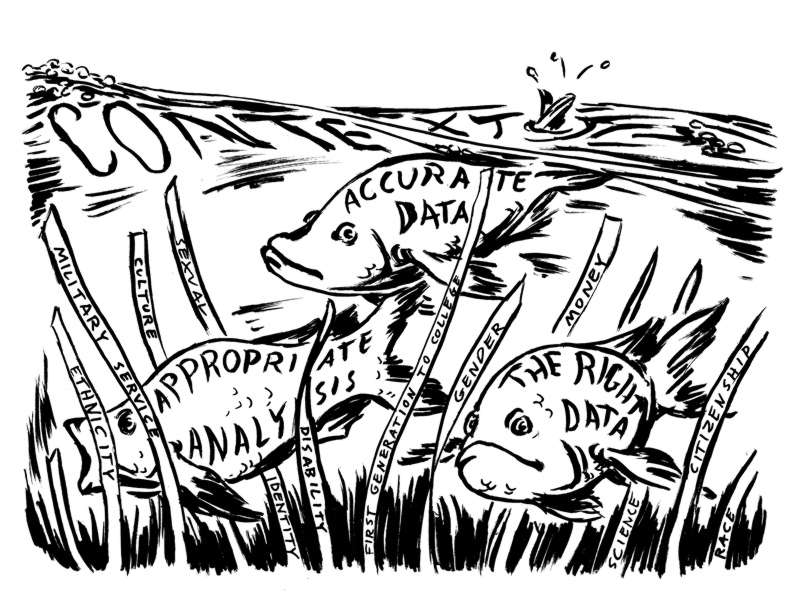 CONTEXT
ACCURATE
DATA
MILITARY SERVICE
CULTURE
SEXUAL
IDENTITY
ETHNICITY
APPROPRIATE
ANALYSIS
DISABILITY
FIRST GENERATION TO COLLEGE
GENDER
MONEY
THE RIGHT
DATA
SCIENCE
CITIZENSHIP
RACE